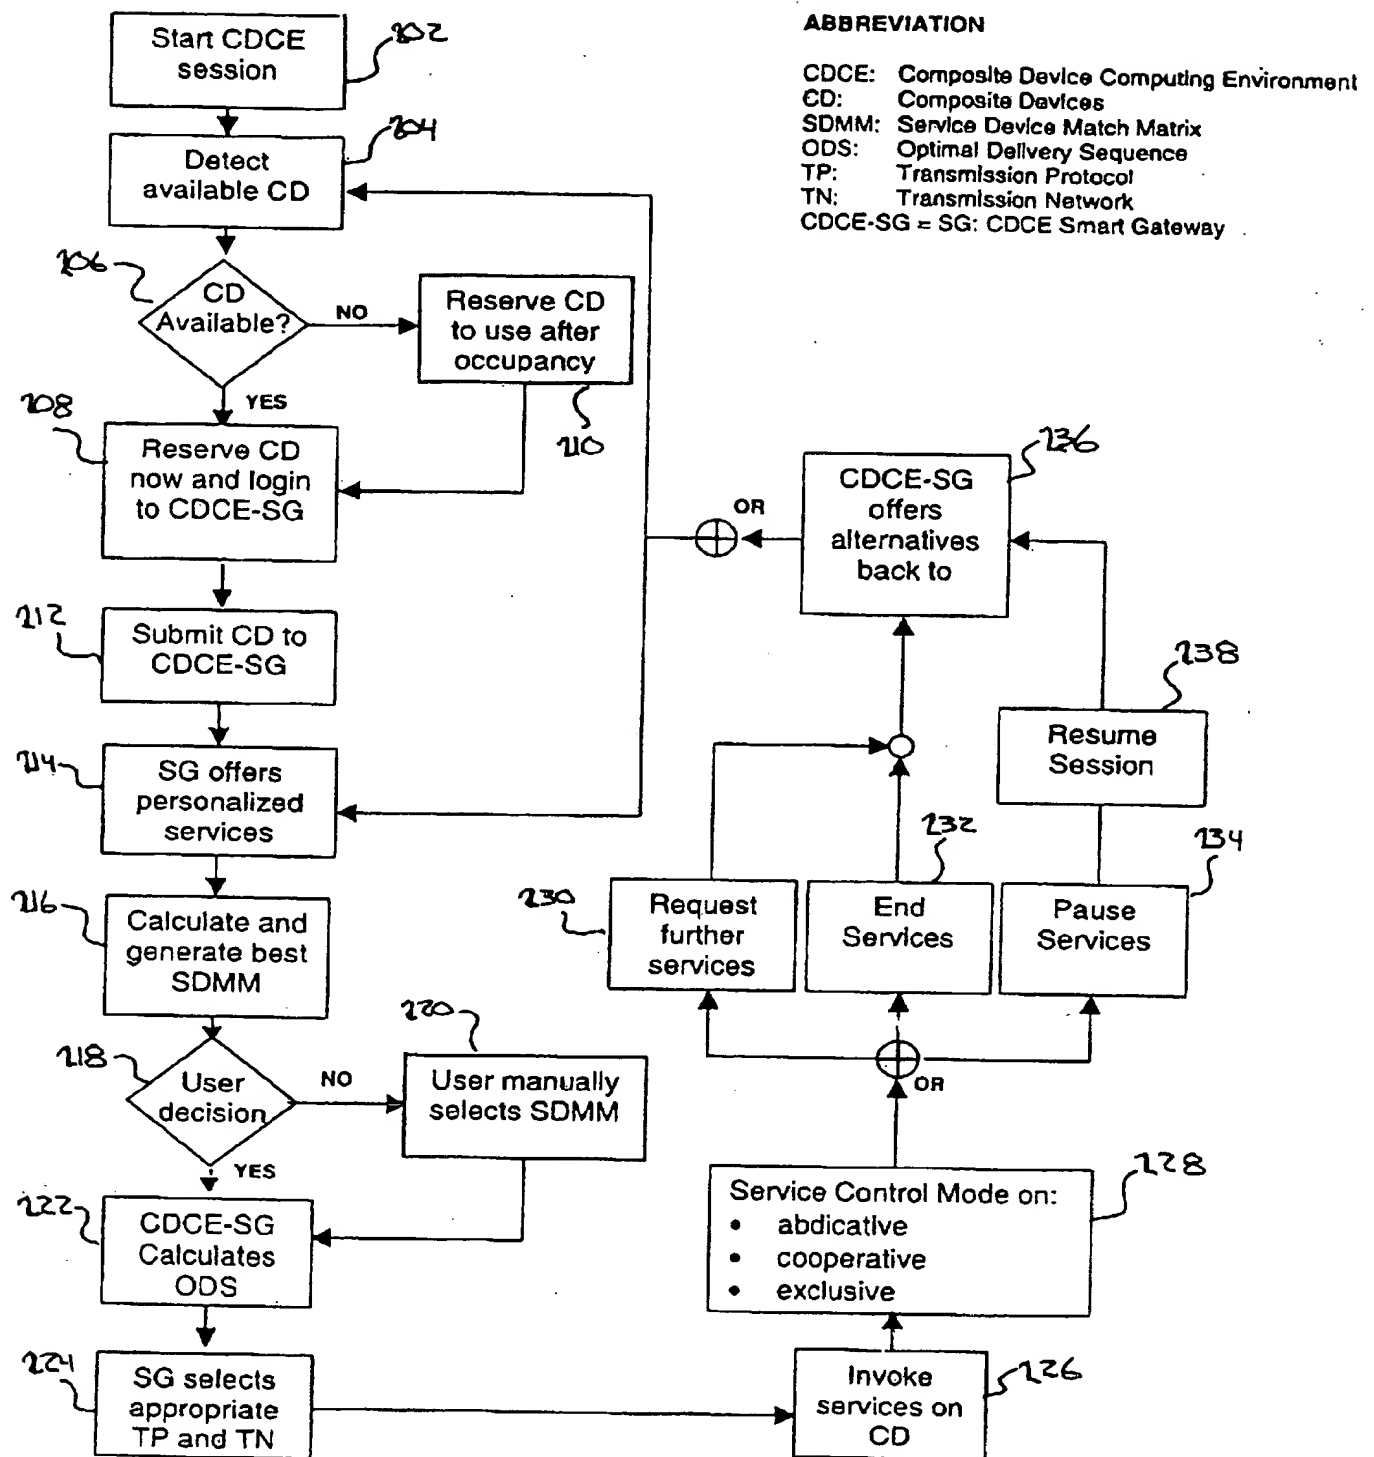 Start CDCE
session
202
ABBREVIATION
CDCE: Composite Device Computing Environment
CD: Composite Devices
SDMM: Service Device Match Matrix
ODS: Optimal Delivery Sequence
TP: Transmission Protocol
TN: Transmission Network
CDCE-SG = SG: CDCE Smart Gateway
204
Detect
available CD
206
CD
Available?
NO
YES
Reserve CD
to use after
occupancy
210
208
Reserve CD
now and login
to CDCE-SG
212
Submit CD to
CDCE-SG
214
SG offers
personalized
services
216
Calculate and
generate best
SDMM
218
User
decision
NO
YES
220
User manually
selects SDMM
222
CDCE-SG
Calculates
ODS
224
SG selects
appropriate
TP and TN
226
Invoke
services on
CD
228
Service Control Mode on:
• abdicative
• cooperative
• exclusive
OR
230
Request
further
services
232
End
Services
234
Pause
Services
238
Resume
Session
236
CDCE-SG
offers
alternatives
back to
OR